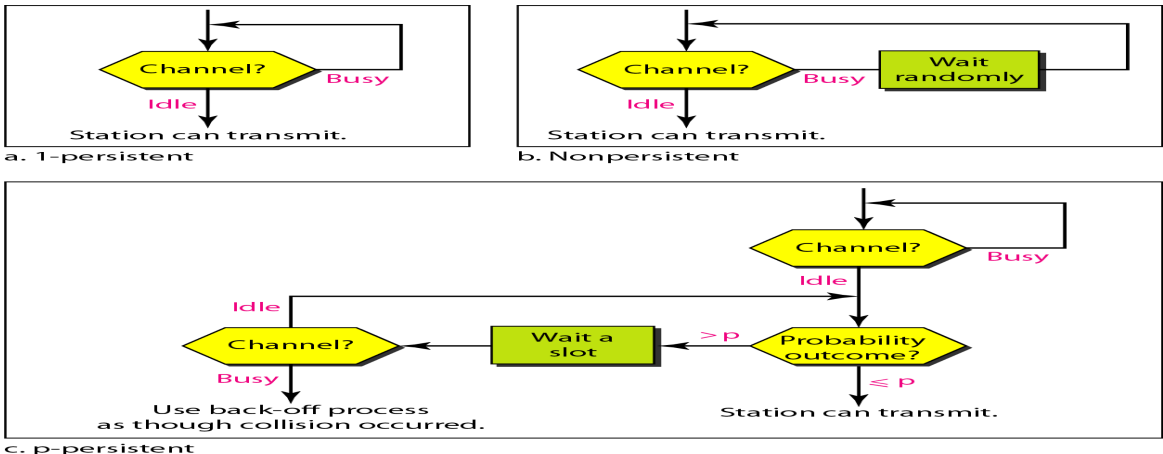 Channel?
Busy
Idle
Station can transmit.
a. 1-persistent
Channel?
Busy
Wait
randomly
Idle
Station can transmit.
b. Nonpersistent
Channel?
Busy
Idle
Probability
outcome?
> p
Wait a
slot
Channel?
Idle
Busy
Use back-off process
as though collision occurred.
≤ p
Station can transmit.
c. p-persistent